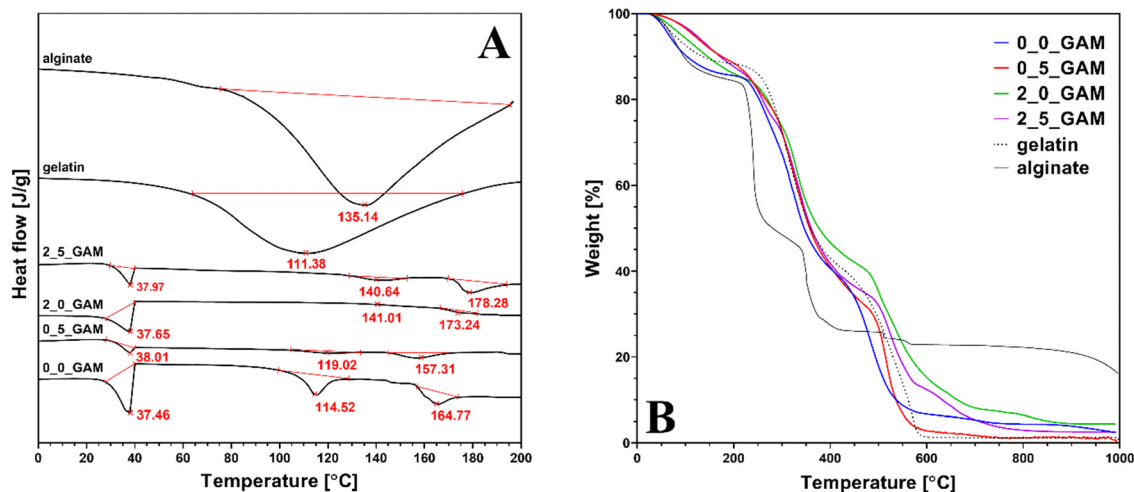 A
alginate
135.14
gelatin
111.38
2_5_GAM
37.97
140.64
178.28
2_0_GAM
37.65
141.01
173.24
0_5_GAM
38.01
119.02
157.31
0_0_GAM
37.46
114.52
164.77
Heat flow [J/g]
0 20 40 60 80 100 120 140 160 180 200
Temperature [°C]
B
0_0_GAM
0_5_GAM
2_0_GAM
2_5_GAM
gelatin
alginate
100
80
60
40
20
0
Weight [%]
0 200 400 600 800 1000
Temperature [°C]